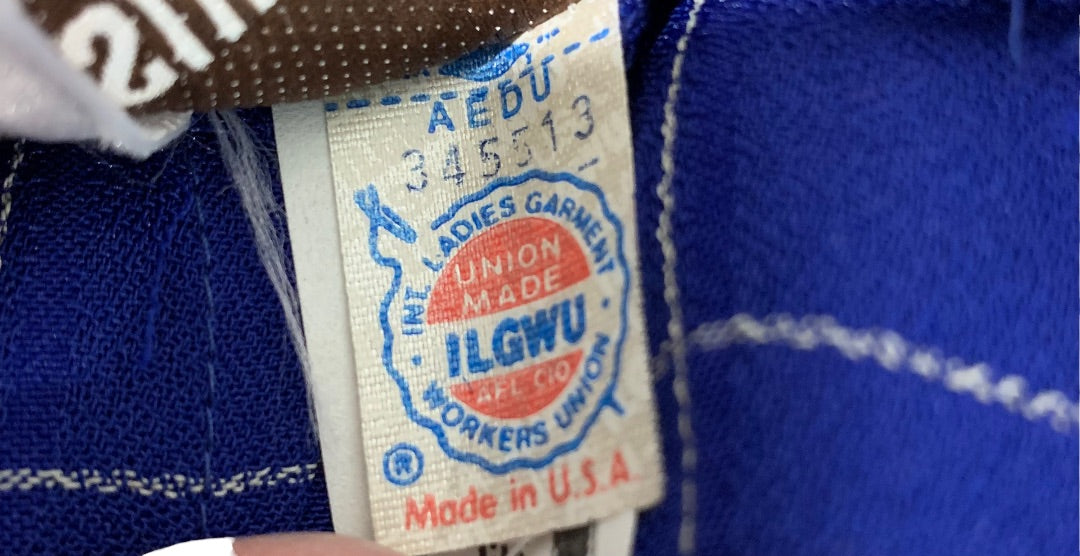 AEDU
345513
INT. LADIES GARMENT
UNION
MADE
ILGWU
AFL CIO
WORKERS UNION
®
Made in U.S.A.